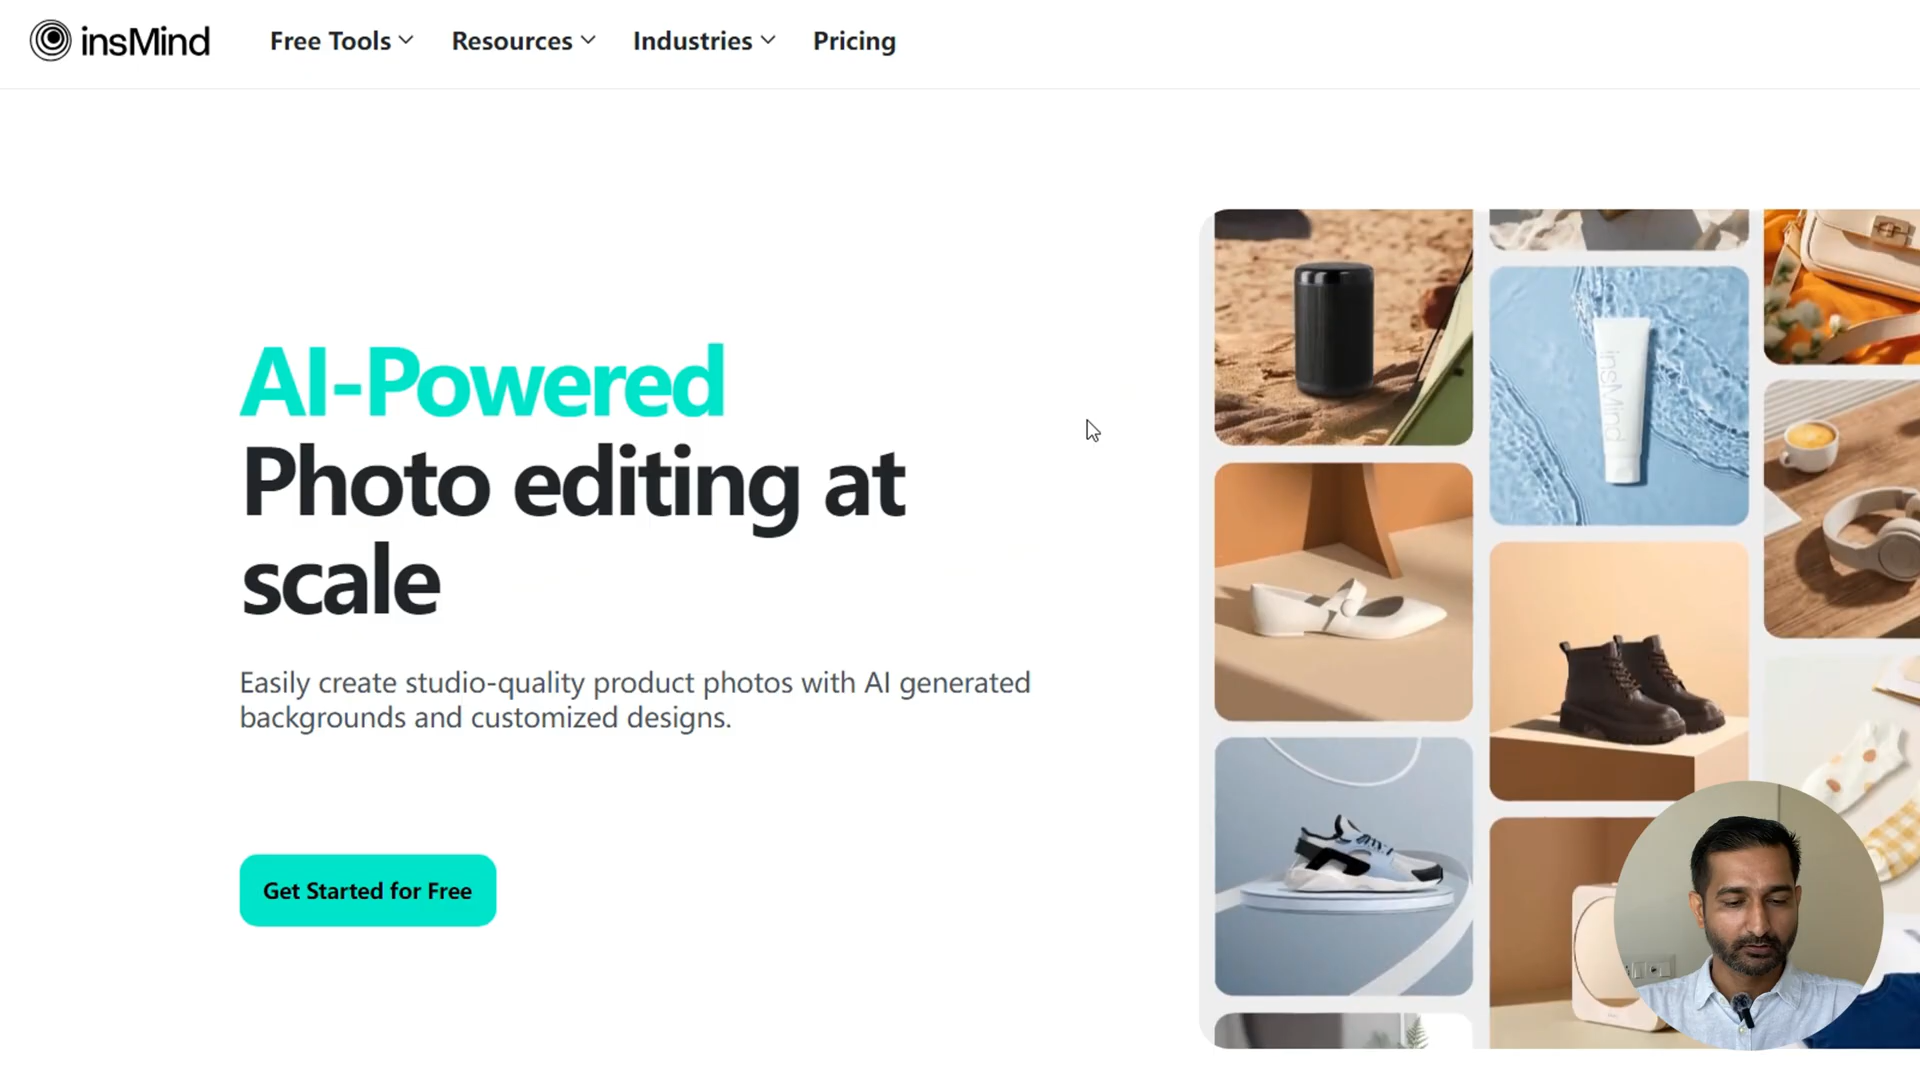 insMind
Free Tools
Resources
Industries
Pricing
AI-Powered
Photo editing at
scale
Easily create studio-quality product photos with AI generated
backgrounds and customized designs.
Get Started for Free
insMind